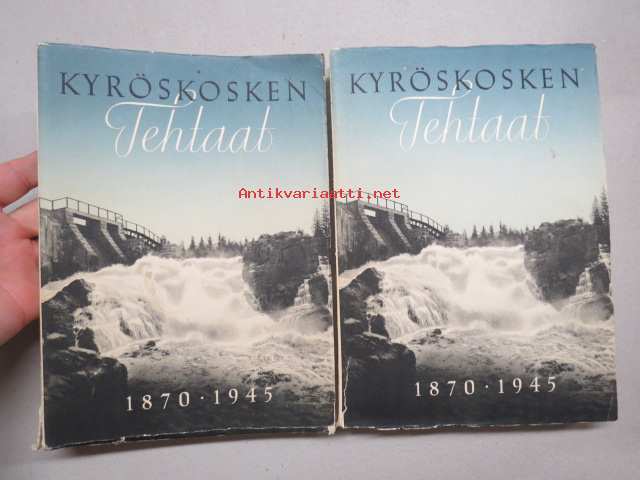 KYRÖSKOSKEN
Tehtaat
1870 · 1945
KYRÖSKOSKEN
Tehtaat
1870 · 1945
Antikvariaatti.net